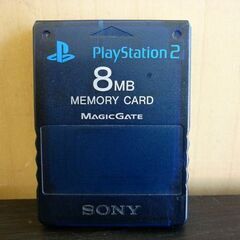 PlayStation 2
8MB
MEMORY CARD
MAGICGATE
SONY